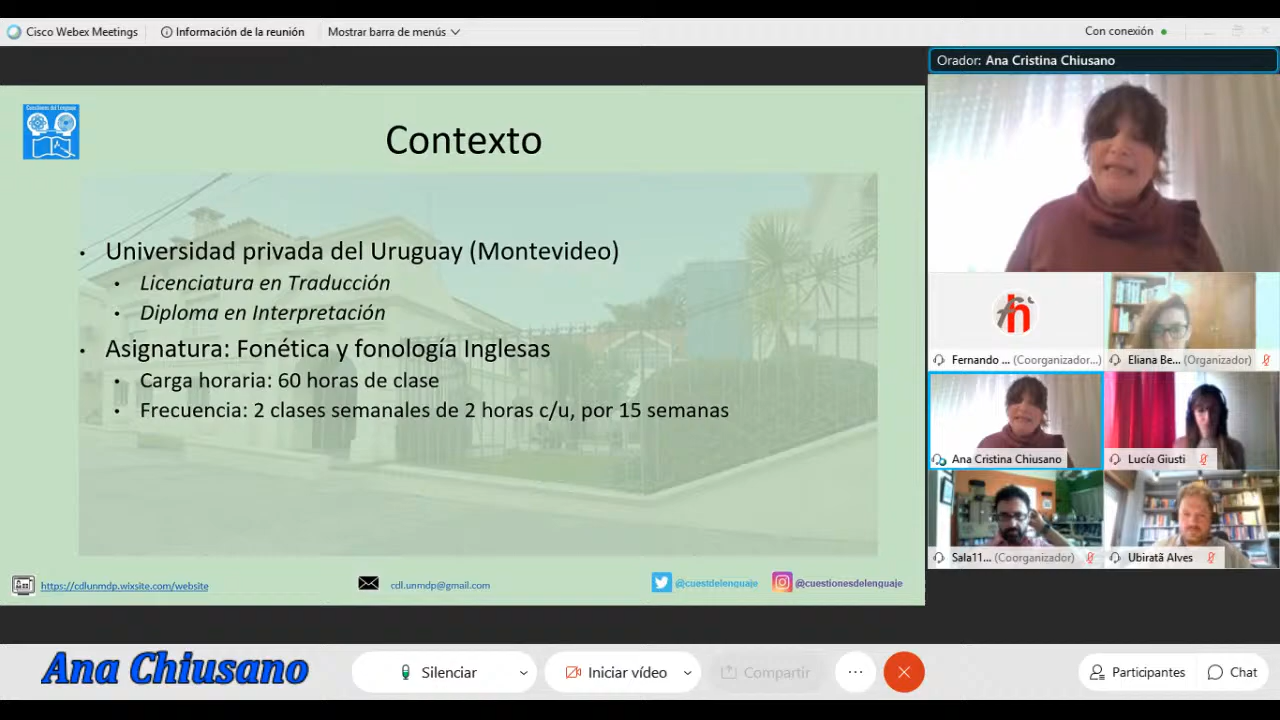 Cisco Webex Meetings
Información de la reunión
Mostrar barra de menús
Con conexión
Orador: Ana Cristina Chiusano
Cuestiones del Lenguaje
Contexto
• Universidad privada del Uruguay (Montevideo)
• Licenciatura en Traducción
• Diploma en Interpretación
• Asignatura: Fonética y fonología Inglesas
• Carga horaria: 60 horas de clase
• Frecuencia: 2 clases semanales de 2 horas c/u, por 15 semanas
https://cdlunmdp.wixsite.com/website
cdl.unmdp@gmail.com
@cuestdelenguaje
@cuestionesdelenguaje
h
Fernando ... (Coorganizador...)
Eliana Be... (Organizador)
Ana Cristina Chiusano
Lucía Giusti
Sala11... (Coorganizador)
Ubiratã Alves
Ana Chiusano
Silenciar
Iniciar vídeo
Compartir
...
Participantes
Chat